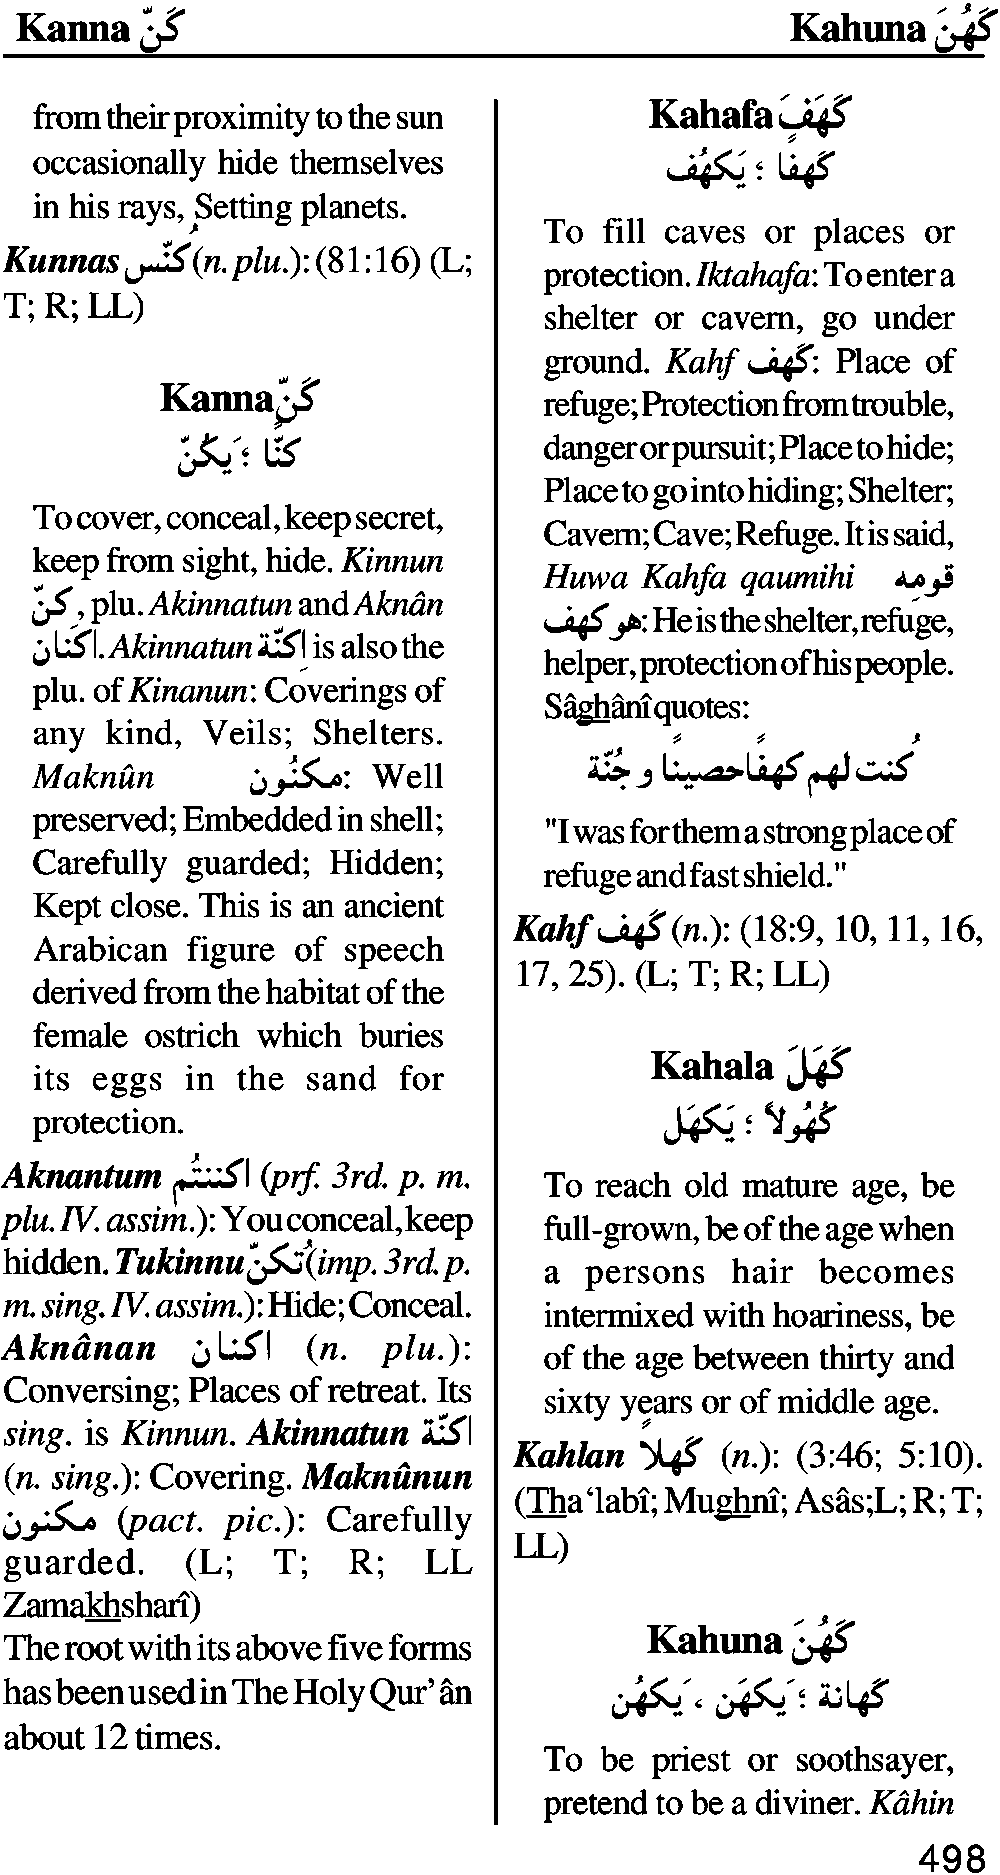 Kanna كَنّ
Kahuna كَهُنَ
from their proximity to the sun
occasionally hide themselves
in his rays, Setting planets.
Kunnas كنّس (n. plu.): (81:16) (L;
T; R; LL)
Kanna كَنّ
كنًّا ؛ يَكُنّ
To cover, conceal, keep secret,
keep from sight, hide. Kinnun
كِنّ, plu. Akinnatun and Aknân
اكنَان. Akinnatun اكنّة is also the
plu. of Kinanun: Coverings of
any kind, Veils; Shelters.
Maknûn مكنُون: Well
preserved; Embedded in shell;
Carefully guarded; Hidden;
Kept close. This is an ancient
Arabican figure of speech
derived from the habitat of the
female ostrich which buries
its eggs in the sand for
protection.
Aknantum اكننتُم (prf. 3rd. p. m.
plu. IV. assim.): You conceal, keep
hidden. Tukinnu تُكنّ (imp. 3rd. p.
m. sing. IV. assim.): Hide; Conceal.
Aknânan اكنان (n. plu.):
Conversing; Places of retreat. Its
sing. is Kinnun. Akinnatun اكنّة
(n. sing.): Covering. Maknûnun
مكنون (pact. pic.): Carefully
guarded. (L; T; R; LL
Zamakhsharî)
The root with its above five forms
has been used in The Holy Qur’ân
about 12 times.
Kahafa كَهَفَ
كَهفًا ؛ يَكهُف
To fill caves or places or
protection. Iktahafa: To enter a
shelter or cavern, go under
ground. Kahf كَهف: Place of
refuge; Protection from trouble,
danger or pursuit; Place to hide;
Place to go into hiding; Shelter;
Cavern; Cave; Refuge. It is said,
Huwa Kahfa qaumihi قومِه
هو كهف: He is the shelter, refuge,
helper, protection of his people.
Sâghânî quotes:
كنتُ لهم كهفًا حصينًا و جُنّة
"I was for them a strong place of
refuge and fast shield."
Kahf كَهف (n.): (18:9, 10, 11, 16,
17, 25). (L; T; R; LL)
Kahala كَهَلَ
كُهُولاً ؛ يَكهَل
To reach old mature age, be
full-grown, be of the age when
a persons hair becomes
intermixed with hoariness, be
of the age between thirty and
sixty years or of middle age.
Kahlan كَهلاً (n.): (3:46; 5:10).
(Tha‘labî; Mughnî; Asâs;L; R; T;
LL)
Kahuna كَهُنَ
كَهانة ؛ يَكهَن ، يَكهُن
To be priest or soothsayer,
pretend to be a diviner. Kâhin
498